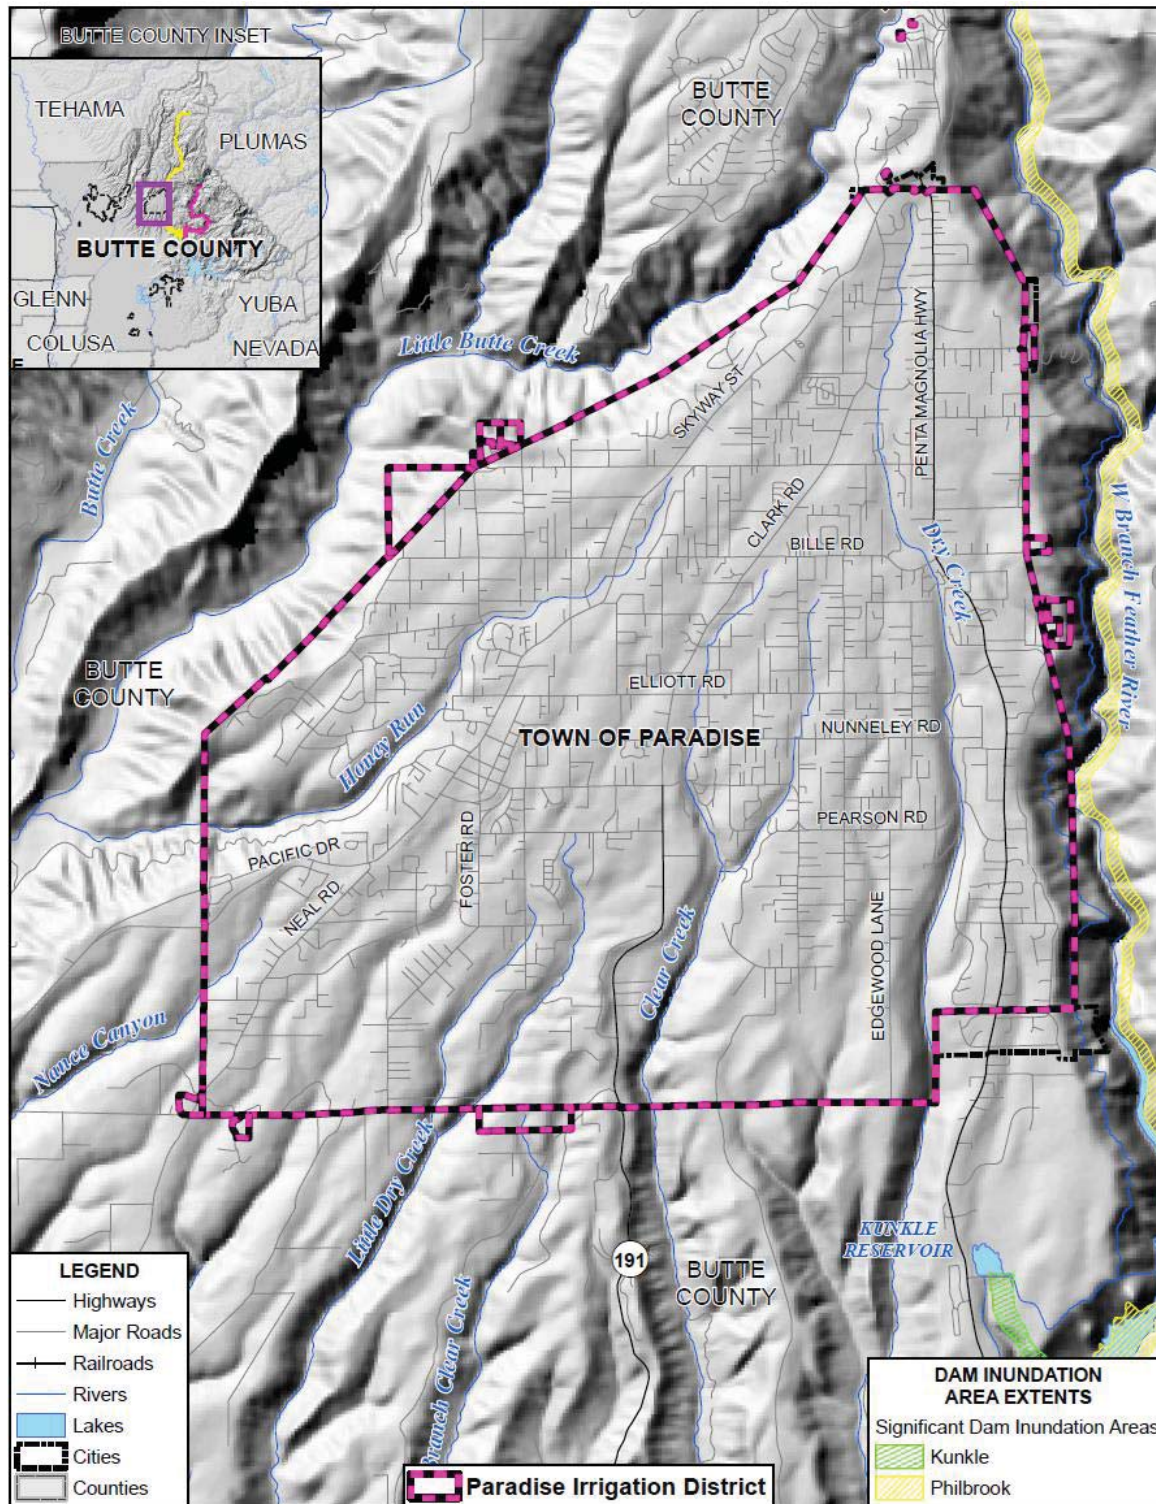 BUTTE COUNTY INSET
TEHAMA
PLUMAS
BUTTE COUNTY
GLENN
YUBA
COLUSA
NEVADA
BUTTE
COUNTY
Little Butte Creek
Butte Creek
SKYWAY ST
PENTA MAGNOLIA HWY
CLARK RD
BILLE RD
Dry Creek
W Branch Feather River
BUTTE
COUNTY
ELLIOTT RD
Honey Run
NUNNELEY RD
TOWN OF PARADISE
PEARSON RD
PACIFIC DR
FOSTER RD
NEAL RD
EDGEWOOD LANE
Clear Creek
Nance Canyon
Little Dry Creek
KUNKLE
RESERVOIR
191
BUTTE
COUNTY
Branch Clear Creek
LEGEND
Highways
Major Roads
Railroads
Rivers
Lakes
Cities
Counties
Paradise Irrigation District
DAM INUNDATION
AREA EXTENTS
Significant Dam Inundation Areas
Kunkle
Philbrook